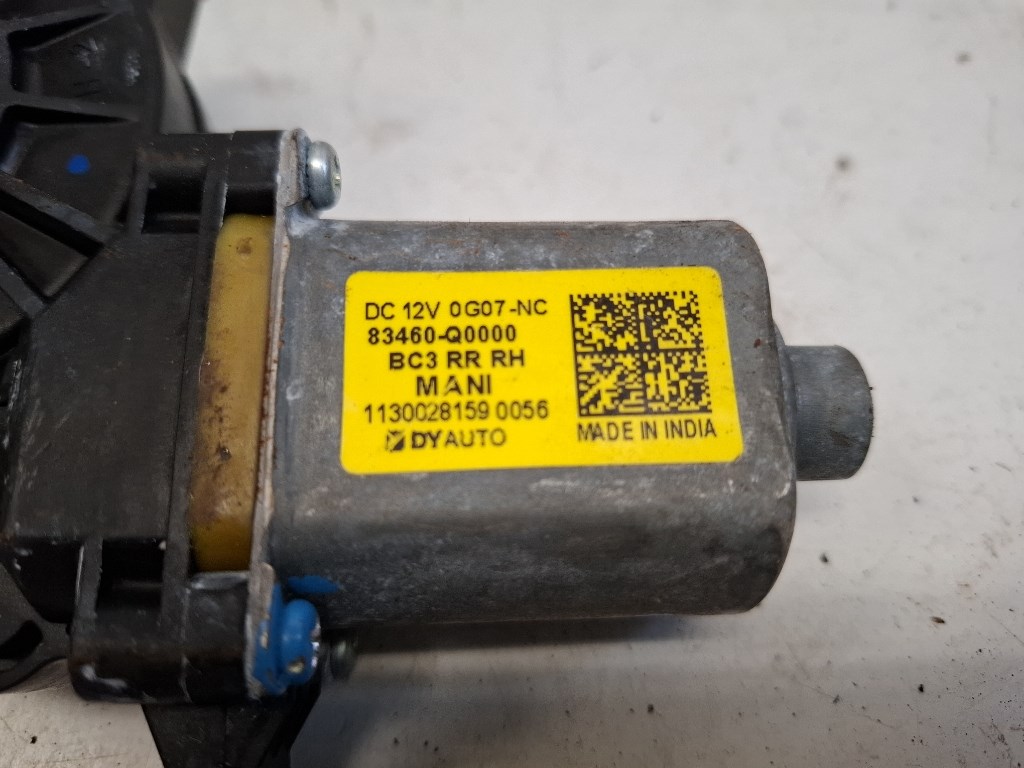 DC 12V 0G07-NC
83460-Q0000
BC3 RR RH
MANI
1130028159 0056
DYAUTO
MADE IN INDIA